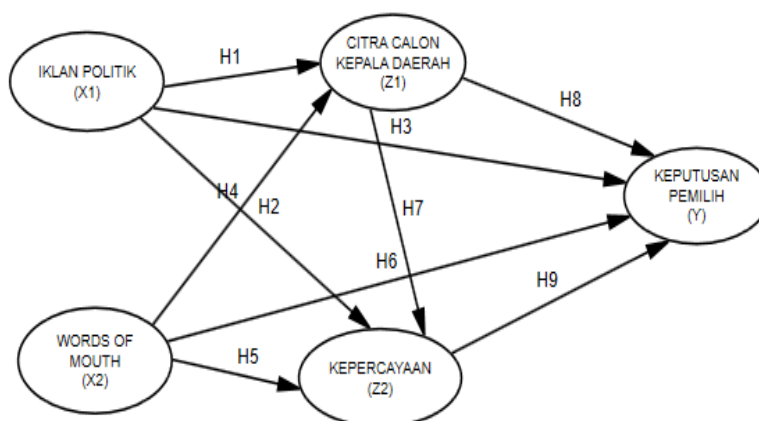 IKLAN POLITIK
(X1)
H1
CITRA CALON
KEPALA DAERAH
(Z1)
H8
H3
KEPUTUSAN
PEMILIH
(Y)
H4
H2
H7
H6
H9
WORDS OF
MOUTH
(X2)
H5
KEPERCAYAAN
(Z2)